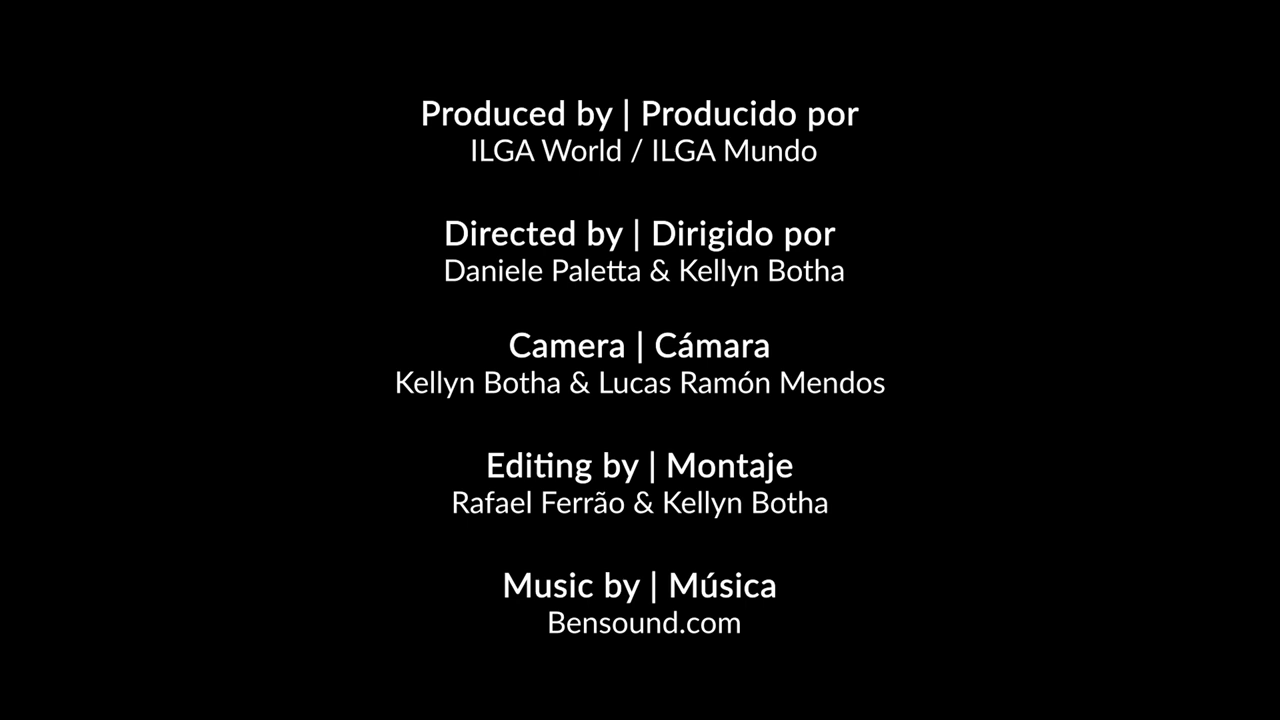 Produced by | Producido por
ILGA World / ILGA Mundo
Directed by | Dirigido por
Daniele Paletta & Kellyn Botha
Camera | Cámara
Kellyn Botha & Lucas Ramón Mendos
Editing by | Montaje
Rafael Ferrão & Kellyn Botha
Music by | Música
Bensound.com